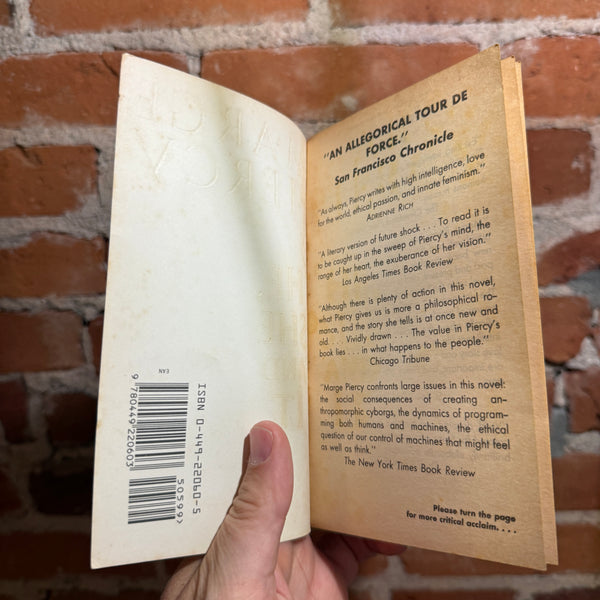 ARGE
ERCY
EAN
9 780449 220603
50599>
ISBN 0-449-22060-5
"AN ALLEGORICAL TOUR DE
FORCE."
San Francisco Chronicle
"As always, Piercy writes with high intelligence, love
for the world, ethical passion, and innate feminism."
ADRIENNE RICH
"A literary version of future shock . . . To read it is
to be caught up in the sweep of Piercy's mind, the
range of her heart, the exuberance of her vision."
Los Angeles Times Book Review
"Although there is plenty of action in this novel,
what Piercy gives us is more a philosophical ro-
mance, and the story she tells is at once new and
old. . . . Vividly drawn . . . The value in Piercy's
book lies . . . in what happens to the people."
Chicago Tribune
"Marge Piercy confronts large issues in this novel:
the social consequences of creating an-
thropomorphic cyborgs, the dynamics of program-
ming both humans and machines, the ethical
question of our control of machines that might feel
as well as think."
The New York Times Book Review
Please turn the page
for more critical acclaim. . . .